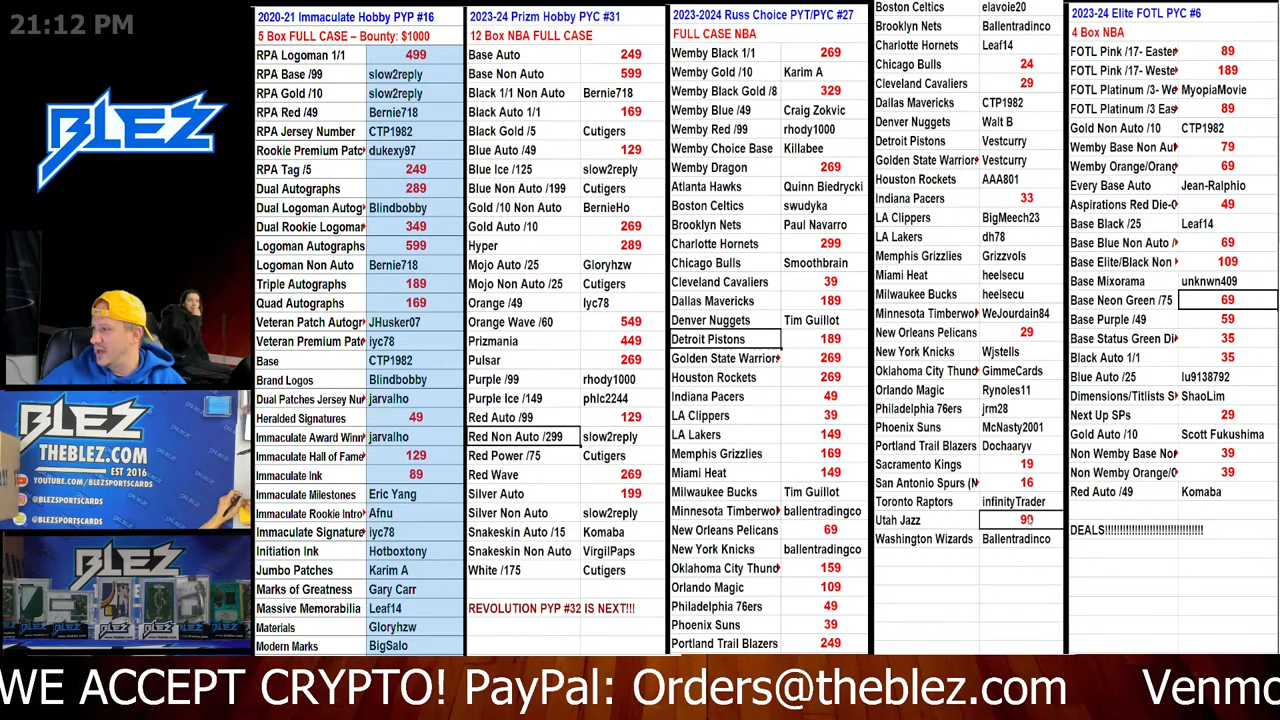 21:12 PM
BLEZ
BLEZ
THEBLEZ.COM
EST 2016
YOUTUBE.COM/BLEZSPORTSCARDS
@BLEZSPORTSCARDS
@BLEZSPORTSCARDS
2020-21 Immaculate Hobby PYP #16
5 Box FULL CASE – Bounty: $1000
RPA Logoman 1/1 499
RPA Base /99 slow2reply
RPA Gold /10 slow2reply
RPA Red /49 Bernie718
RPA Jersey Number CTP1982
Rookie Premium Patc dukexy97
RPA Tag /5 249
Dual Autographs 289
Dual Logoman Autog Blindbobby
Dual Rookie Logoma 349
Logoman Autographs 599
Logoman Non Auto Bernie718
Triple Autographs 189
Quad Autographs 169
Veteran Patch Autogr JHusker07
Veteran Premium Pat iyc78
Base CTP1982
Brand Logos Blindbobby
Dual Patches Jersey Nu jarvalho
Heralded Signatures 49
Immaculate Award Winn jarvalho
Immaculate Hall of Fame 129
Immaculate Ink 89
Immaculate Milestones Eric Yang
Immaculate Rookie Intro Afnu
Immaculate Signature iyc78
Initiation Ink Hotboxtony
Jumbo Patches Karim A
Marks of Greatness Gary Carr
Massive Memorabilia Leaf14
Materials Gloryhzw
Modern Marks BigSalo
2023-24 Prizm Hobby PYC #31
12 Box NBA FULL CASE
Base Auto 249
Base Non Auto 599
Black 1/1 Non Auto Bernie718
Black Auto 1/1 169
Black Gold /5 Cutigers
Blue Auto /49 129
Blue Ice /125 slow2reply
Blue Non Auto /199 Cutigers
Gold /10 Non Auto BernieHo
Gold Auto /10 269
Hyper 289
Mojo Auto /25 Gloryhzw
Mojo Non Auto /25 Cutigers
Orange /49 Iyc78
Orange Wave /60 549
Prizmania 449
Pulsar 269
Purple /99 rhody1000
Purple Ice /149 phlc2244
Red Auto /99 129
Red Non Auto /299 slow2reply
Red Power /75 Cutigers
Red Wave 269
Silver Auto 199
Silver Non Auto slow2reply
Snakeskin Auto /15 Komaba
Snakeskin Non Auto VirgilPaps
White /175 Cutigers
REVOLUTION PYP #32 IS NEXT!!!
2023-2024 Russ Choice PYT/PYC #27
FULL CASE NBA
Wemby Black 1/1 269
Wemby Gold /10 Karim A
Wemby Black Gold /8 329
Wemby Blue /49 Craig Zokvic
Wemby Red /99 rhody1000
Wemby Choice Base Killabee
Wemby Dragon 269
Atlanta Hawks Quinn Biedrycki
Boston Celtics swudyka
Brooklyn Nets Paul Navarro
Charlotte Hornets 299
Chicago Bulls Smoothbrain
Cleveland Cavaliers 39
Dallas Mavericks 189
Denver Nuggets Tim Guillot
Detroit Pistons 189
Golden State Warrior 269
Houston Rockets 269
Indiana Pacers 49
LA Clippers 39
LA Lakers 149
Memphis Grizzlies 169
Miami Heat 149
Milwaukee Bucks Tim Guillot
Minnesota Timberwo ballentradingco
New Orleans Pelicans 39
New York Knicks ballentradingco
Oklahoma City Thund 159
Orlando Magic 109
Philadelphia 76ers 49
Phoenix Suns 39
Portland Trail Blazers 249
Boston Celtics elavoie20
Brooklyn Nets Ballentradinco
Charlotte Hornets Leaf14
Chicago Bulls 24
Cleveland Cavaliers 29
Dallas Mavericks CTP1982
Denver Nuggets Walt B
Detroit Pistons Vestcurry
Golden State Warrior Vestcurry
Houston Rockets AAA801
Indiana Pacers 33
LA Clippers BigMeech23
LA Lakers dh78
Memphis Grizzlies Grizzvols
Miami Heat heelsecu
Milwaukee Bucks heelsecu
Minnesota Timberwo WeJourdain84
New Orleans Pelicans 29
New York Knicks Wjstells
Oklahoma City Thund GimmeCards
Orlando Magic Rynoles11
Philadelphia 76ers jrm28
Phoenix Suns McNasty2001
Portland Trail Blazers Dochaaryv
Sacramento Kings 19
San Antonio Spurs (N 16
Toronto Raptors infinityTrader
Utah Jazz 90
Washington Wizards Ballentradinco
2023-24 Elite FOTL PYC #6
4 Box NBA
FOTL Pink /17- Easter 89
FOTL Pink /17- Weste 189
FOTL Platinum /3- We MyopiaMovie
FOTL Platinum /3 Eas 89
Gold Non Auto /10 CTP1982
Wemby Base Non Au 79
Wemby Orange/Orang 69
Every Base Auto Jean-Ralphio
Aspirations Red Die-C 49
Base Black /25 Leaf14
Base Blue Non Auto / 69
Base Elite/Black Non 109
Base Mixorama unknwn409
Base Neon Green /75 69
Base Purple /49 59
Base Status Green Di 35
Black Auto 1/1 35
Blue Auto /25 lu9138792
Dimensions/Titlists S ShaoLim
Next Up SPs 29
Gold Auto /10 Scott Fukushima
Non Wemby Base Nor 39
Non Wemby Orange/O 39
Red Auto /49 Komaba
DEALS!!!!!!!!!!!!!!!!!!!!!!!!!!!!!!!!!!
WE ACCEPT CRYPTO! PayPal: Orders@theblez.com Venmo